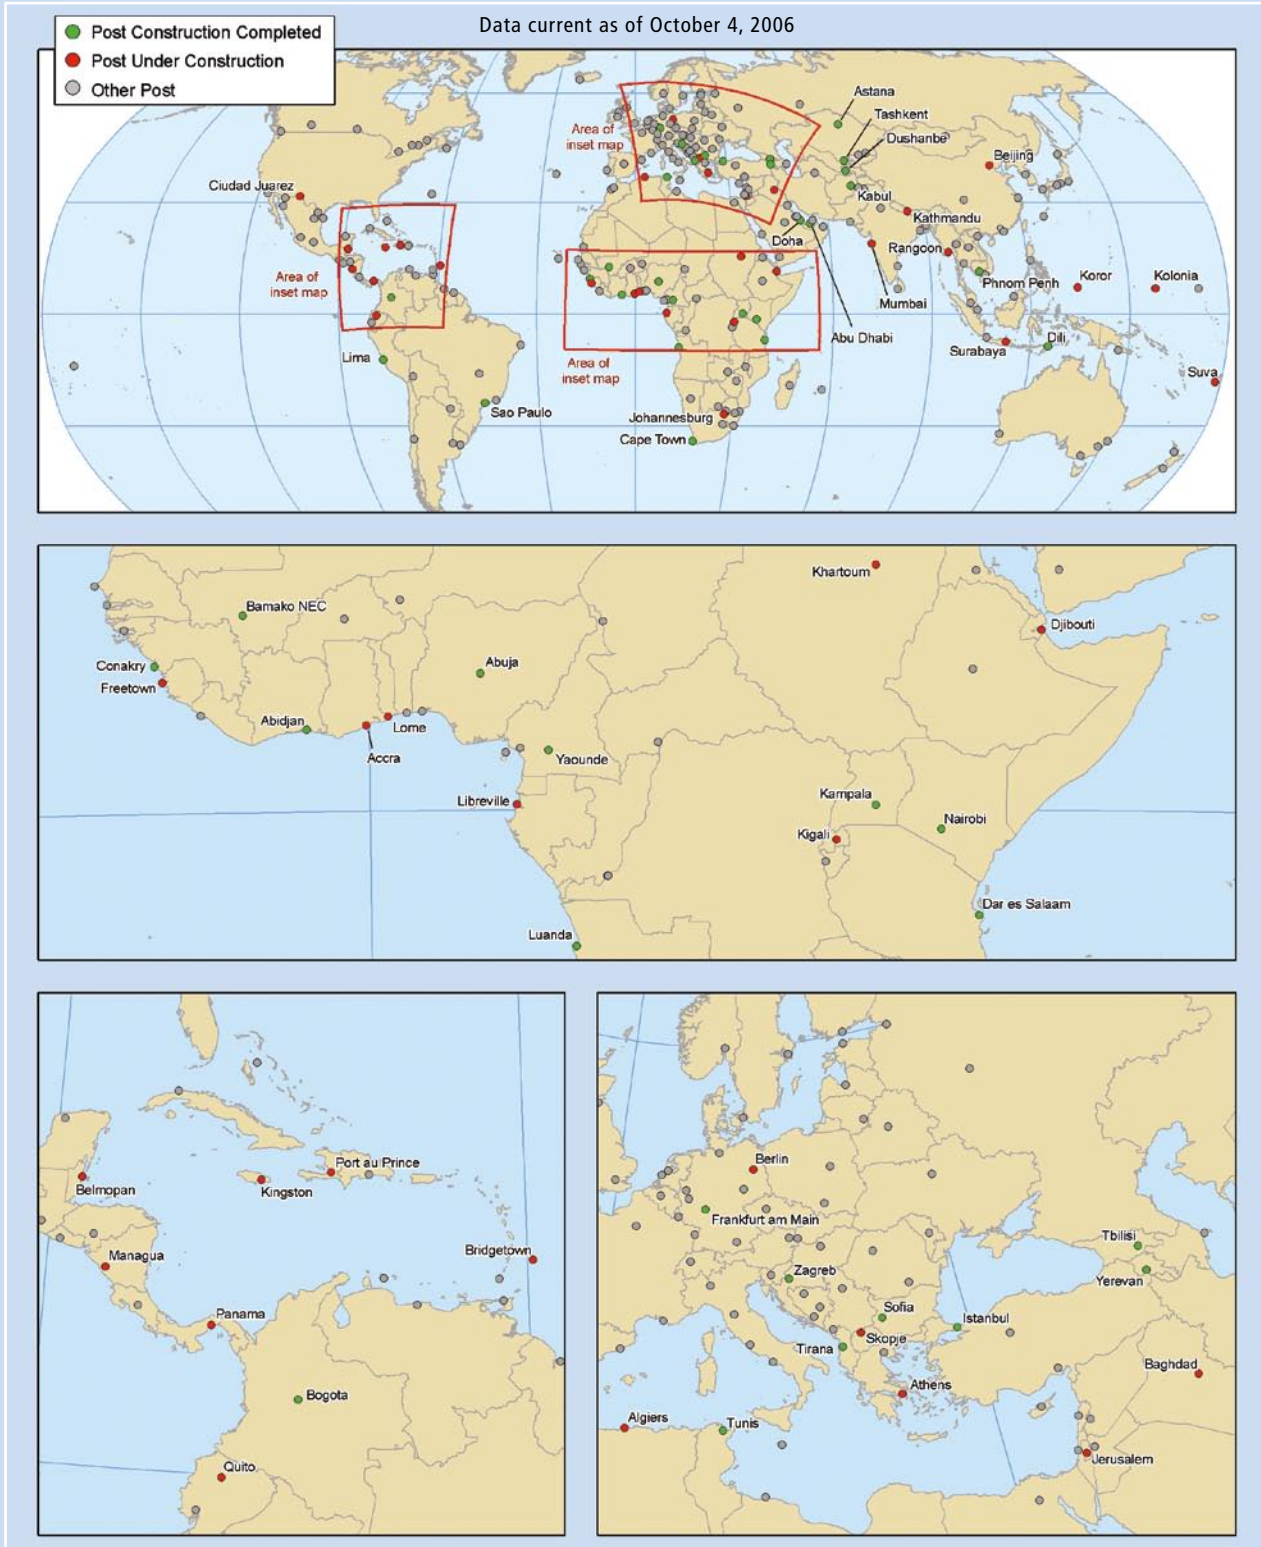 Data current as of October 4, 2006
Post Construction Completed
Post Under Construction
Other Post
Astana
Tashkent
Dushanbe
Area of
inset map
Beijing
Ciudad Juarez
Kabul
Kathmandu
Doha
Rangoon
Area of
inset map
Phnom Penh
Koror
Kolonia
Mumbai
Abu Dhabi
Lima
Area of
inset map
Surabaya
Dili
Suva
Sao Paulo
Johannesburg
Cape Town
Khartoum
Bamako NEC
Djibouti
Conakry
Abuja
Freetown
Abidjan
Lome
Accra
Yaounde
Libreville
Kampala
Nairobi
Kigali
Dar es Salaam
Luanda
Port au Prince
Belmopan
Kingston
Managua
Bridgetown
Panama
Bogota
Quito
Berlin
Frankfurt am Main
Tbilisi
Zagreb
Yerevan
Sofia
Istanbul
Skopje
Tirana
Baghdad
Athens
Algiers
Tunis
Jerusalem